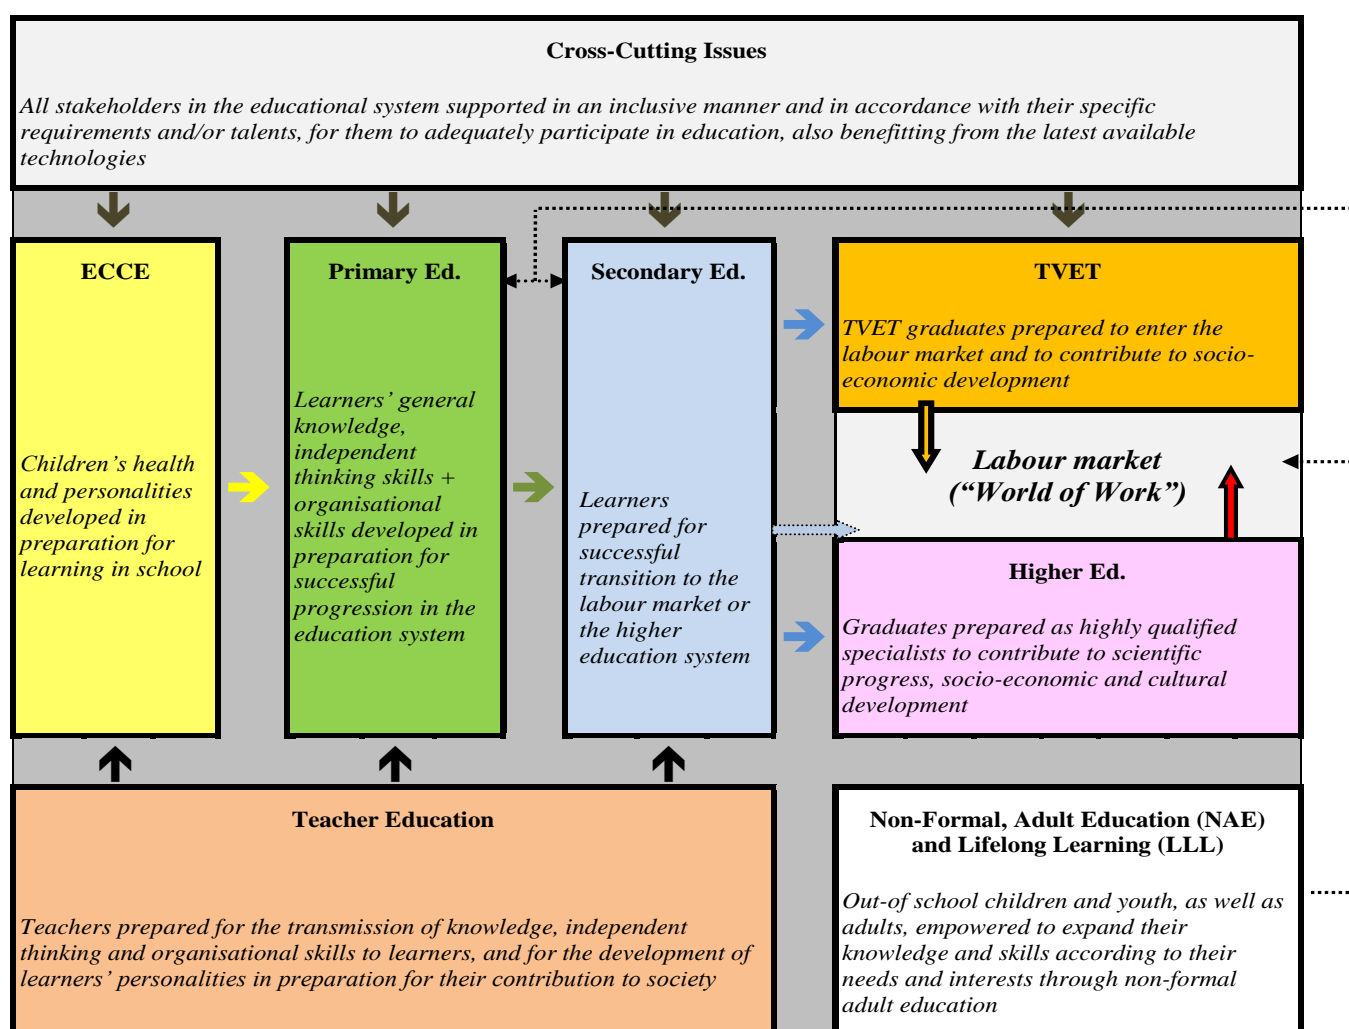 Cross-Cutting Issues
All stakeholders in the educational system supported in an inclusive manner and in accordance with their specific
requirements and/or talents, for them to adequately participate in education, also benefitting from the latest available
technologies
ECCE
Children’s health
and personalities
developed in
preparation for
learning in school
Primary Ed.
Learners’ general
knowledge,
independent
thinking skills +
organisational
skills developed in
preparation for
successful
progression in the
education system
Secondary Ed.
Learners
prepared for
successful
transition to the
labour market or
the higher
education system
TVET
TVET graduates prepared to enter the
labour market and to contribute to socio-
economic development
Labour market
(“World of Work”)
Higher Ed.
Graduates prepared as highly qualified
specialists to contribute to scientific
progress, socio-economic and cultural
development
Teacher Education
Teachers prepared for the transmission of knowledge, independent
thinking and organisational skills to learners, and for the development of
learners’ personalities in preparation for their contribution to society
Non-Formal, Adult Education (NAE)
and Lifelong Learning (LLL)
Out-of school children and youth, as well as
adults, empowered to expand their
knowledge and skills according to their
needs and interests through non-formal
adult education